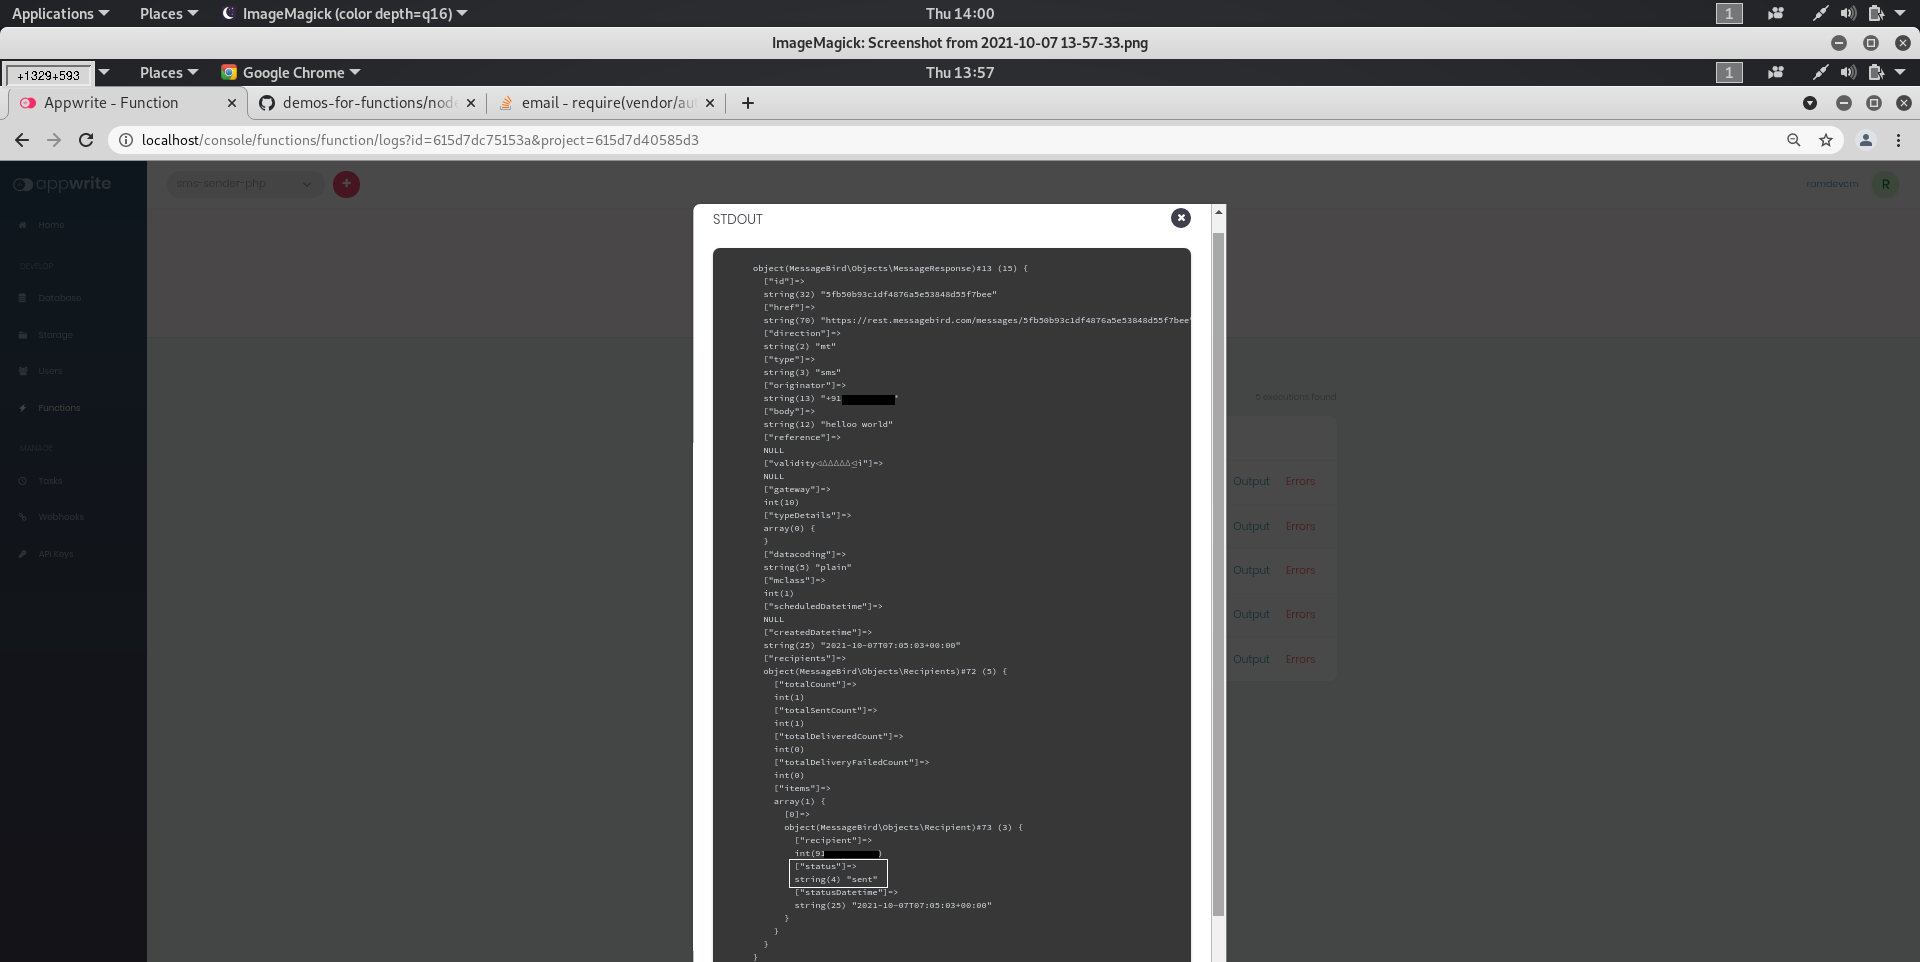 Applications Places ImageMagick (color depth=q16) Thu 14:00 1
ImageMagick: Screenshot from 2021-10-07 13-57-33.png
+1329+593 Places Google Chrome Thu 13:57 1
Appwrite - Function demos-for-functions/node email - require(vendor/au
localhost/console/functions/function/logs?id=615d7dc75153a&project=615d7d40585d3
appwrite sms-sender-php ramdevcm R
Home
DEVELOP
Database
Storage
Users
Functions
MANAGE
Tasks
Webhooks
API Keys
STDOUT
object(MessageBird\Objects\MessageResponse)#13 (15) {
["id"]=>
string(32) "5fb50b93c1df4876a5e53848d55f7bee"
["href"]=>
string(70) "https://rest.messagebird.com/messages/5fb50b93c1df4876a5e53848d55f7bee"
["direction"]=>
string(2) "mt"
["type"]=>
string(3) "sms"
["originator"]=>
string(13) "+91 "
["body"]=>
string(12) "helloo world"
["reference"]=>
NULL
["validity◁△△△△△◁i"]=>
NULL
["gateway"]=>
int(10)
["typeDetails"]=>
array(0) {
}
["datacoding"]=>
string(5) "plain"
["mclass"]=>
int(1)
["scheduledDatetime"]=>
NULL
["createdDatetime"]=>
string(25) "2021-10-07T07:05:03+00:00"
["recipients"]=>
object(MessageBird\Objects\Recipients)#72 (5) {
["totalCount"]=>
int(1)
["totalSentCount"]=>
int(1)
["totalDeliveredCount"]=>
int(0)
["totalDeliveryFailedCount"]=>
int(0)
["items"]=>
array(1) {
[0]=>
object(MessageBird\Objects\Recipient)#73 (3) {
["recipient"]=>
int(91 )
["status"]=>
string(4) "sent"
["statusDatetime"]=>
string(25) "2021-10-07T07:05:03+00:00"
}
}
}
}
5 executions found
Output Errors
Output Errors
Output Errors
Output Errors
Output Errors